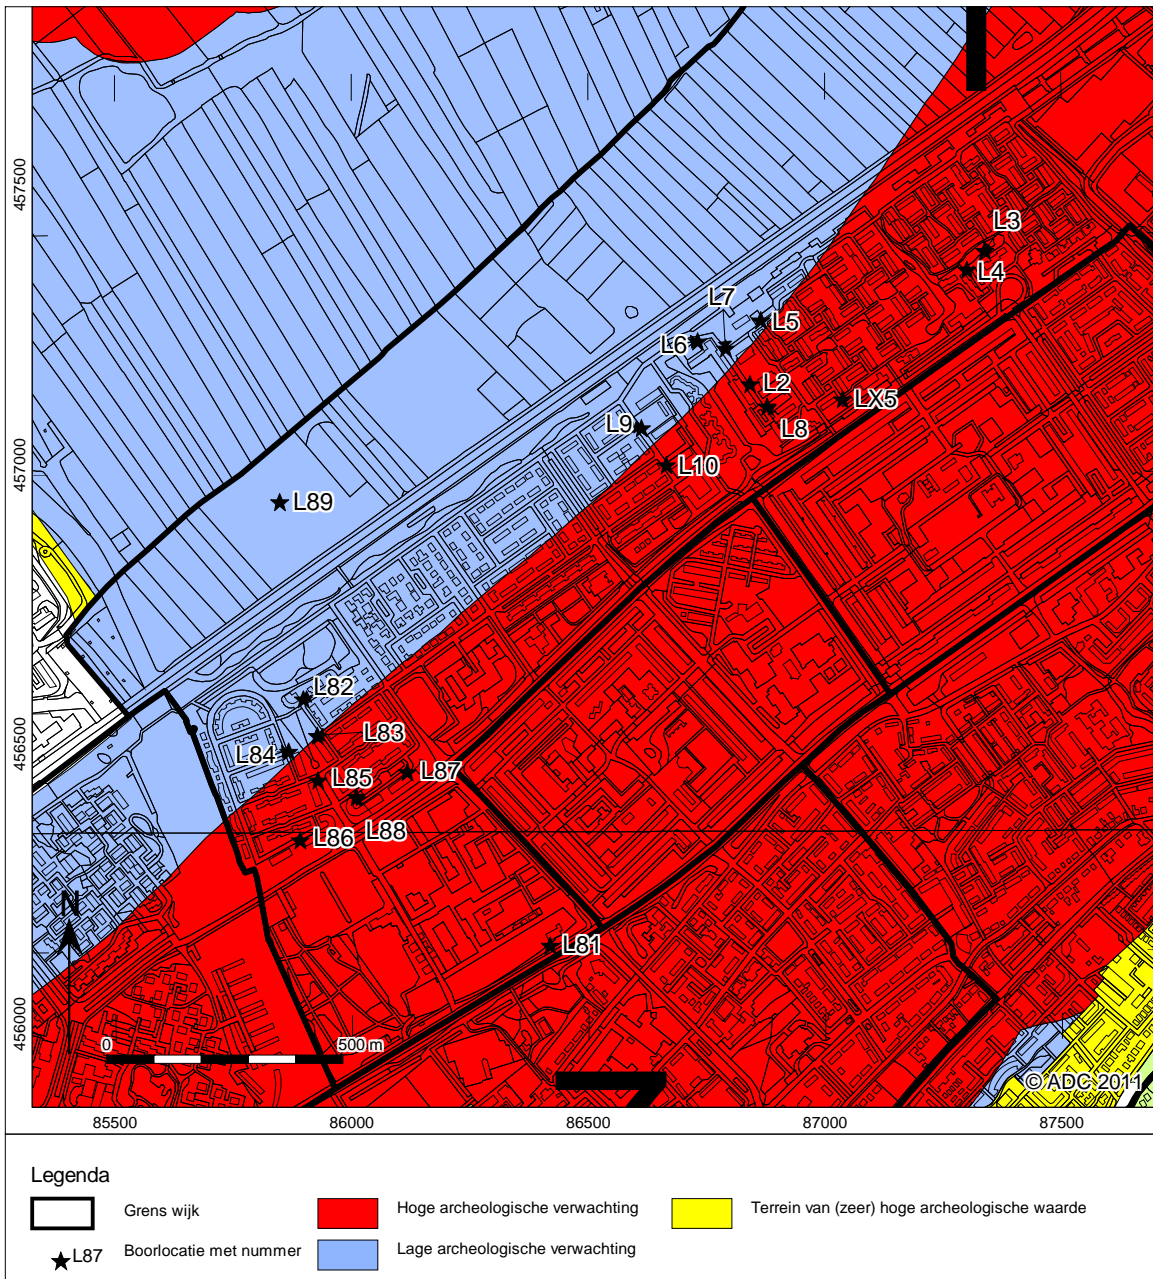 457500
457000
456500
456000
L3
L4
L7
L5
L6
L2
LX5
L8
L9
L10
L89
L82
L83
L84
L85
L87
L88
L86
L81
N
0
500 m
© ADC 2011
85500
86000
86500
87000
87500
Legenda
Grens wijk
Hoge archeologische verwachting
Terrein van (zeer) hoge archeologische waarde
L87
Boorlocatie met nummer
Lage archeologische verwachting